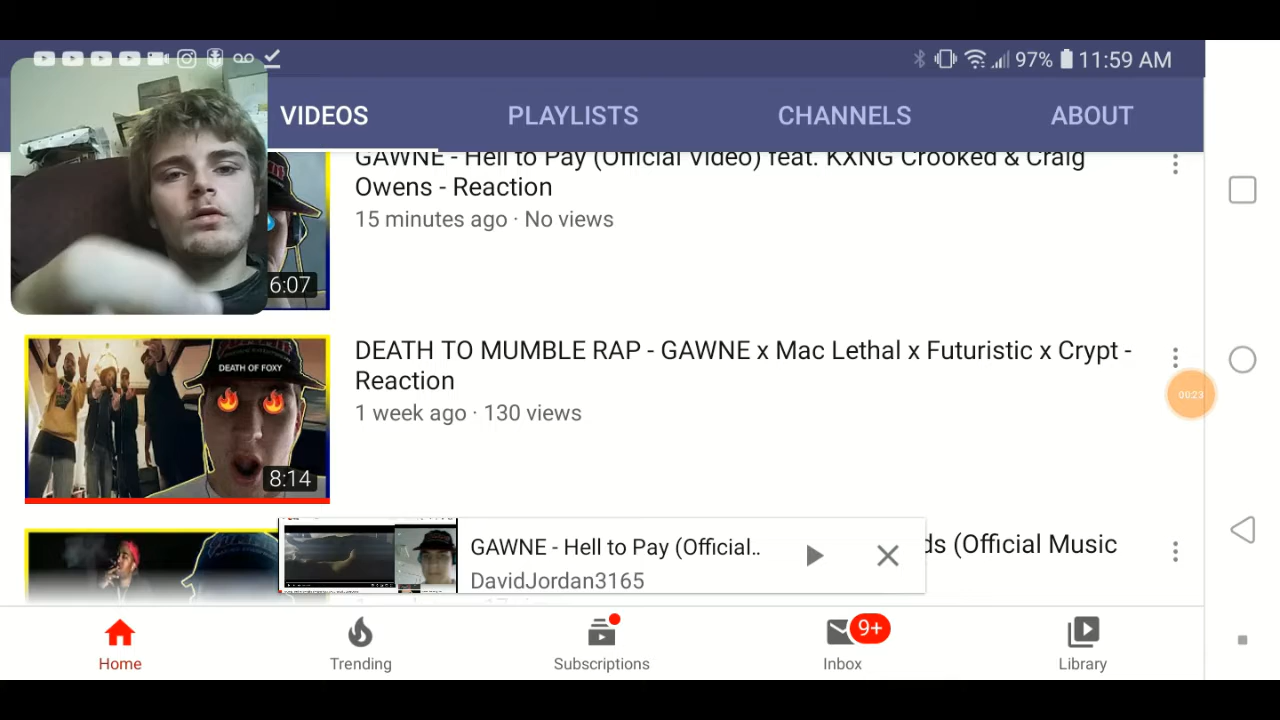 97% 11:59 AM
VIDEOS PLAYLISTS CHANNELS ABOUT
GAWNE - Hell to Pay (Official Video) feat. KXNG Crooked & Craig
Owens - Reaction
15 minutes ago · No views
6:07
DEATH TO MUMBLE RAP - GAWNE x Mac Lethal x Futuristic x Crypt -
Reaction
1 week ago · 130 views
DEATH OF FOXY
8:14
00:23
ds (Official Music
GAWNE - Hell to Pay (Official..
DavidJordan3165
9+
Home Trending Subscriptions Inbox Library